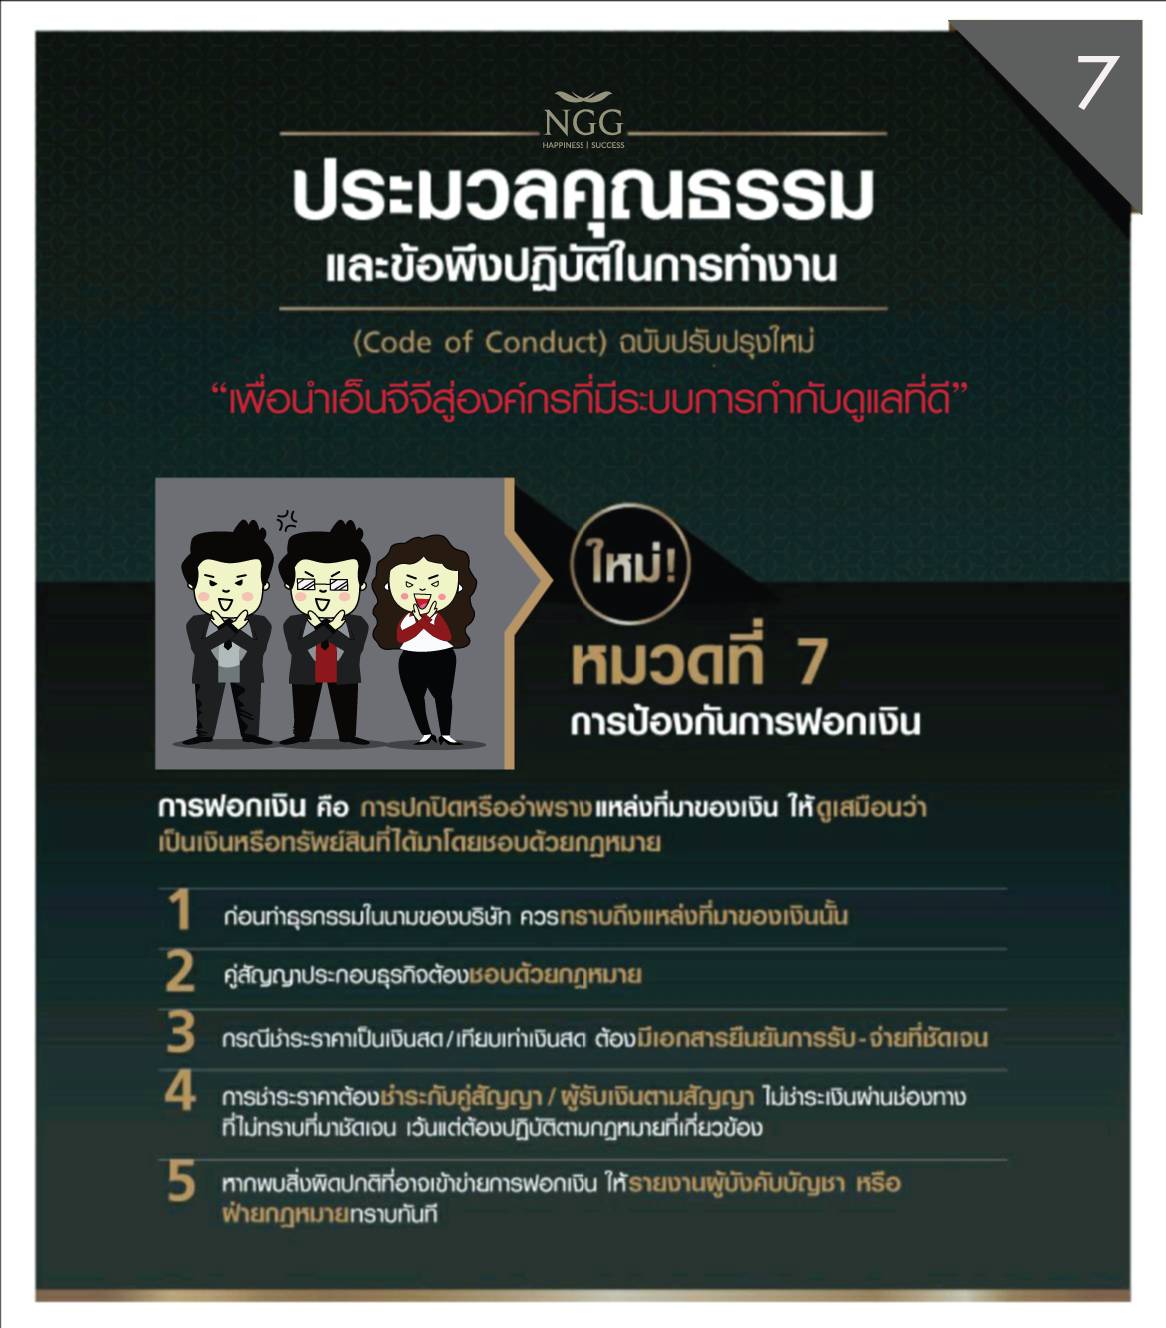 7
NGG
HAPPINESS | SUCCESS
ประมวลคุณธรรม
และข้อพึงปฏิบัติในการทำงาน
(Code of Conduct) ฉบับปรับปรุงใหม่
“เพื่อนำเอ็นจีจีสู่องค์กรที่มีระบบการกำกับดูแลที่ดี”
ใหม่!
หมวดที่ 7
การป้องกันการฟอกเงิน
การฟอกเงิน คือ การปกปิดหรืออำพรางแหล่งที่มาของเงิน ให้ดูเสมือนว่า
เป็นเงินหรือทรัพย์สินที่ได้มาโดยชอบด้วยกฎหมาย
1 ก่อนทำธุรกรรมในนามของบริษัท ควรทราบถึงแหล่งที่มาของเงินนั้น
2 คู่สัญญาประกอบธุรกิจต้องชอบด้วยกฎหมาย
3 กรณีชำระราคาเป็นเงินสด/เทียบเท่าเงินสด ต้องมีเอกสารยืนยันการรับ-จ่ายที่ชัดเจน
4 การชำระราคาต้องชำระกับคู่สัญญา / ผู้รับเงินตามสัญญา ไม่ชำระเงินผ่านช่องทาง
ที่ไม่ทราบที่มาชัดเจน เว้นแต่ต้องปฏิบัติตามกฎหมายที่เกี่ยวข้อง
5 หากพบสิ่งผิดปกติที่อาจเข้าข่ายการฟอกเงิน ให้รายงานผู้บังคับบัญชา หรือ
ฝ่ายกฎหมายทราบทันที